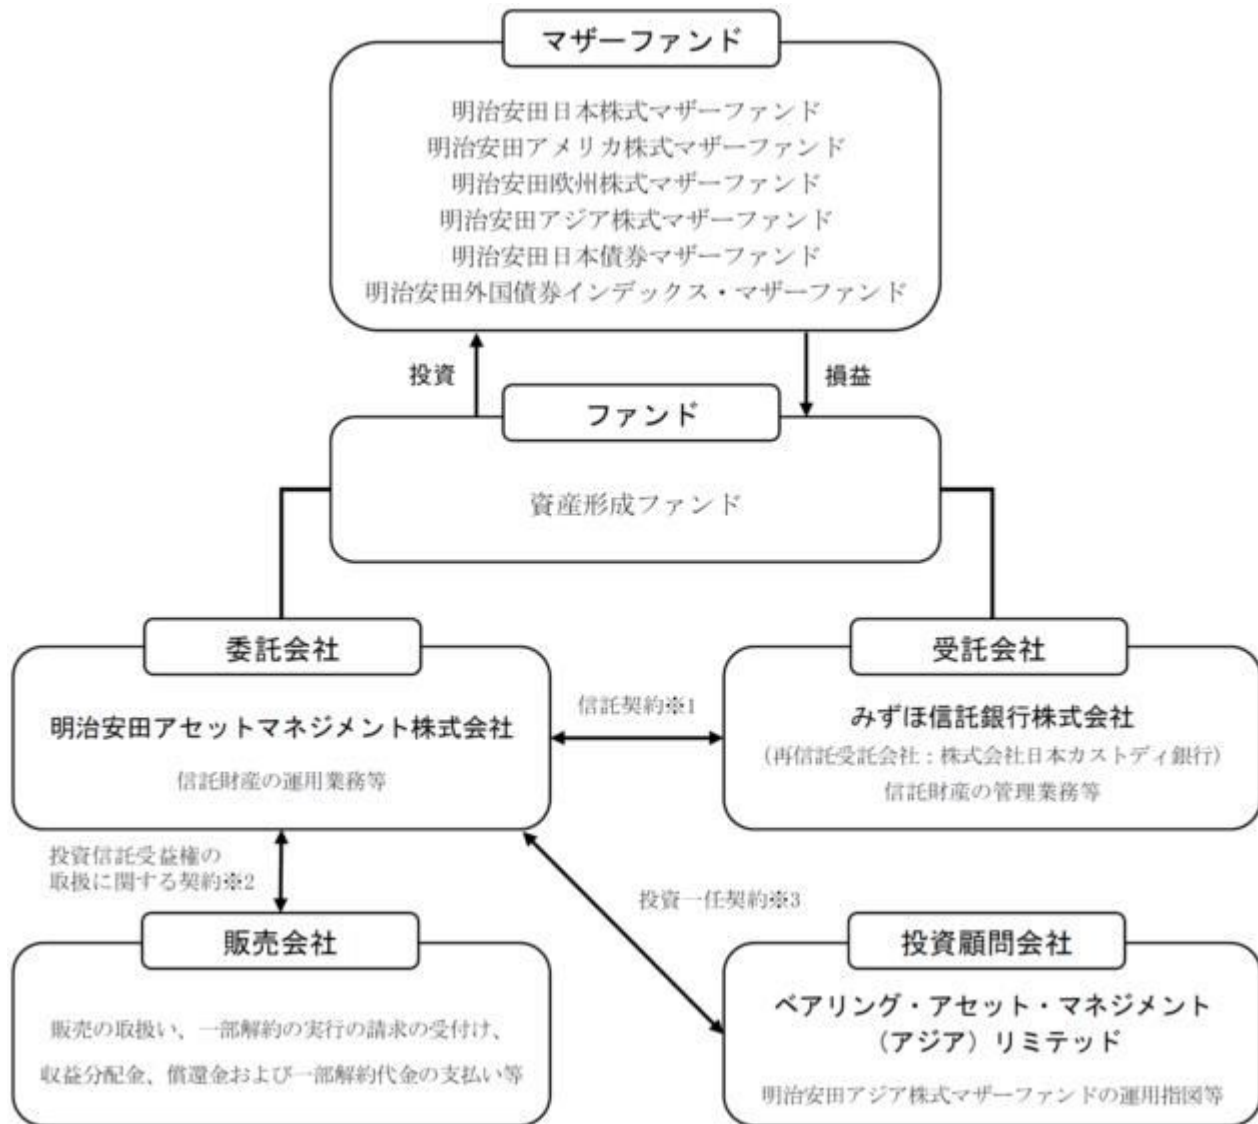 マザーファンド
明治安田日本株式マザーファンド
明治安田アメリカ株式マザーファンド
明治安田欧州株式マザーファンド
明治安田アジア株式マザーファンド
明治安田日本債券マザーファンド
明治安田外国債券インデックス・マザーファンド
投資
損益
ファンド
資産形成ファンド
委託会社
明治安田アセットマネジメント株式会社
信託財産の運用業務等
信託契約※1
受託会社
みずほ信託銀行株式会社
(再信託受託会社：株式会社日本カストディ銀行)
信託財産の管理業務等
投資信託受益権の
取扱に関する契約※2
投資一任契約※3
販売会社
販売の取扱い、一部解約の実行の請求の受付け、
収益分配金、償還金および一部解約代金の支払い等
投資顧問会社
ベアリング・アセット・マネジメント
（アジア）リミテッド
明治安田アジア株式マザーファンドの運用指図等